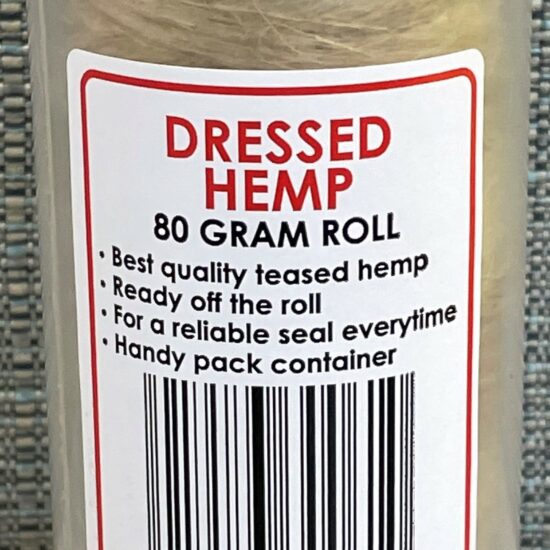 DRESSED
HEMP
80 GRAM ROLL
• Best quality teased hemp
• Ready off the roll
• For a reliable seal everytime
• Handy pack container